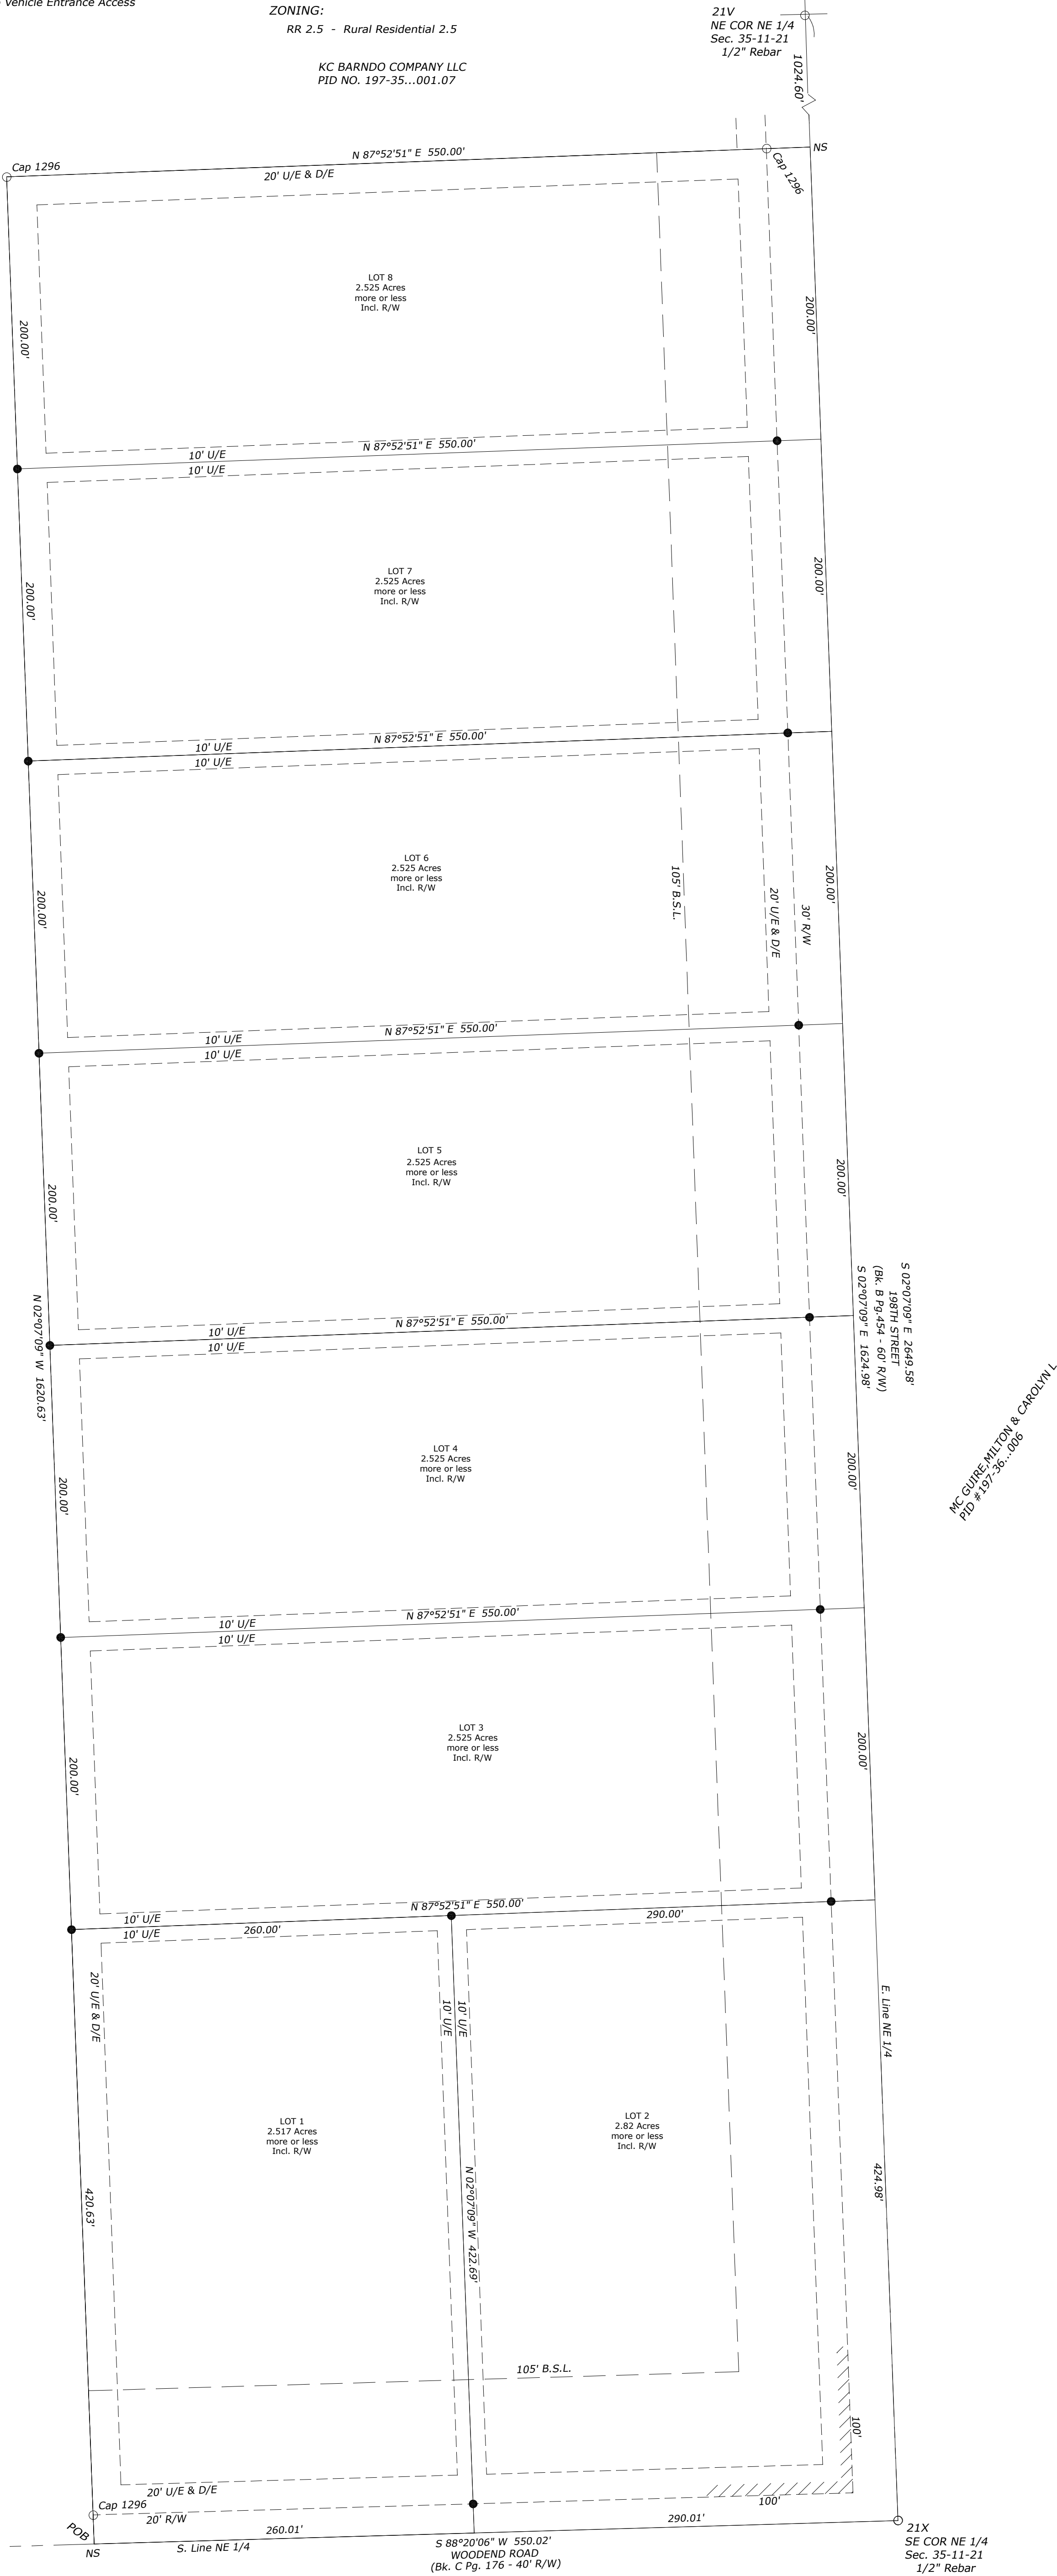 Vehicle Entrance Access
ZONING:
RR 2.5 - Rural Residential 2.5
KC BARNDO COMPANY LLC
PID NO. 197-35...001.07
21V
NE COR NE 1/4
Sec. 35-11-21
1/2" Rebar
1024.60'
NS
Cap 1296
N 87°52'51" E 550.00'
20' U/E & D/E
Cap 1296
LOT 8
2.525 Acres
more or less
Incl. R/W
200.00'
200.00'
N 87°52'51" E 550.00'
10' U/E
10' U/E
LOT 7
2.525 Acres
more or less
Incl. R/W
200.00'
200.00'
N 87°52'51" E 550.00'
10' U/E
10' U/E
LOT 6
2.525 Acres
more or less
Incl. R/W
200.00'
105' B.S.L.
20' U/E & D/E
30' R/W
200.00'
N 87°52'51" E 550.00'
10' U/E
10' U/E
LOT 5
2.525 Acres
more or less
Incl. R/W
200.00'
200.00'
N 02°07'09" W 1620.63'
S 02°07'09" E 2649.58'
198TH STREET
(Bk. B Pg.454 - 60' R/W)
S 02°07'09" E 1624.98'
N 87°52'51" E 550.00'
10' U/E
10' U/E
MC GUIRE,MILTON & CAROLYN L
PID #197-36...006
LOT 4
2.525 Acres
more or less
Incl. R/W
200.00'
200.00'
N 87°52'51" E 550.00'
10' U/E
10' U/E
LOT 3
2.525 Acres
more or less
Incl. R/W
200.00'
200.00'
N 87°52'51" E 550.00'
10' U/E
10' U/E
260.00'
290.00'
20' U/E & D/E
10' U/E
10' U/E
E. Line NE 1/4
LOT 1
2.517 Acres
more or less
Incl. R/W
LOT 2
2.82 Acres
more or less
Incl. R/W
420.63'
N 02°07'09" W 422.69'
424.98'
105' B.S.L.
100'
20' U/E & D/E
100'
Cap 1296
20' R/W
POB
NS
S. Line NE 1/4
260.01'
290.01'
S 88°20'06" W 550.02'
WOODEND ROAD
(Bk. C Pg. 176 - 40' R/W)
21X
SE COR NE 1/4
Sec. 35-11-21
1/2" Rebar